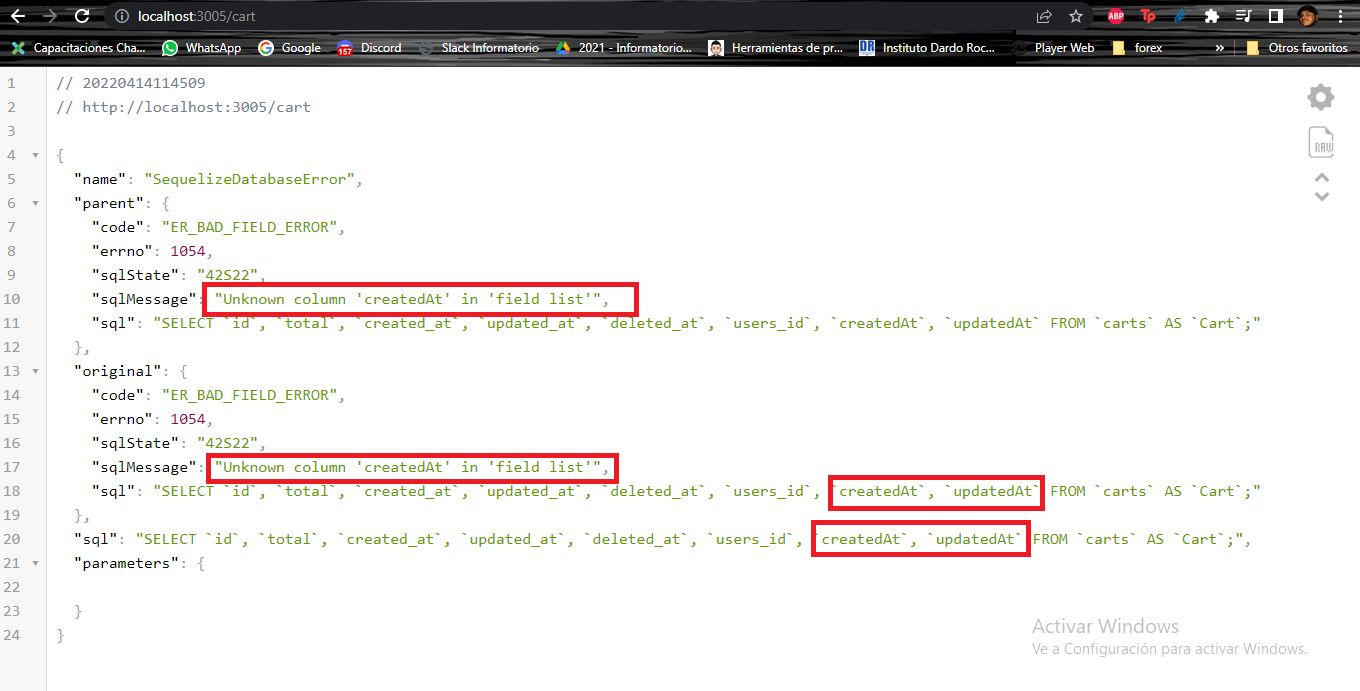 localhost:3005/cart
ABP
Tp
Capacitaciones Cha...
WhatsApp
Google
157
Discord
Slack Informatorio
2021 - Informatorio...
Herramientas de pr...
DR
Instituto Dardo Roc...
Player Web
forex
»
Otros favoritos
1 // 20220414114509
2 // http://localhost:3005/cart
3
4 {
5 "name": "SequelizeDatabaseError",
6 "parent": {
7 "code": "ER_BAD_FIELD_ERROR",
8 "errno": 1054,
9 "sqlState": "42S22",
10 "sqlMessage": "Unknown column 'createdAt' in 'field list'",
11 "sql": "SELECT `id`, `total`, `created_at`, `updated_at`, `deleted_at`, `users_id`, `createdAt`, `updatedAt` FROM `carts` AS `Cart`;"
12 },
13 "original": {
14 "code": "ER_BAD_FIELD_ERROR",
15 "errno": 1054,
16 "sqlState": "42S22",
17 "sqlMessage": "Unknown column 'createdAt' in 'field list'",
18 "sql": "SELECT `id`, `total`, `created_at`, `updated_at`, `deleted_at`, `users_id`, `createdAt`, `updatedAt` FROM `carts` AS `Cart`;"
19 },
20 "sql": "SELECT `id`, `total`, `created_at`, `updated_at`, `deleted_at`, `users_id`, `createdAt`, `updatedAt` FROM `carts` AS `Cart`;",
21 "parameters": {
22
23 }
24 }
RAW
Activar Windows
Ve a Configuración para activar Windows.